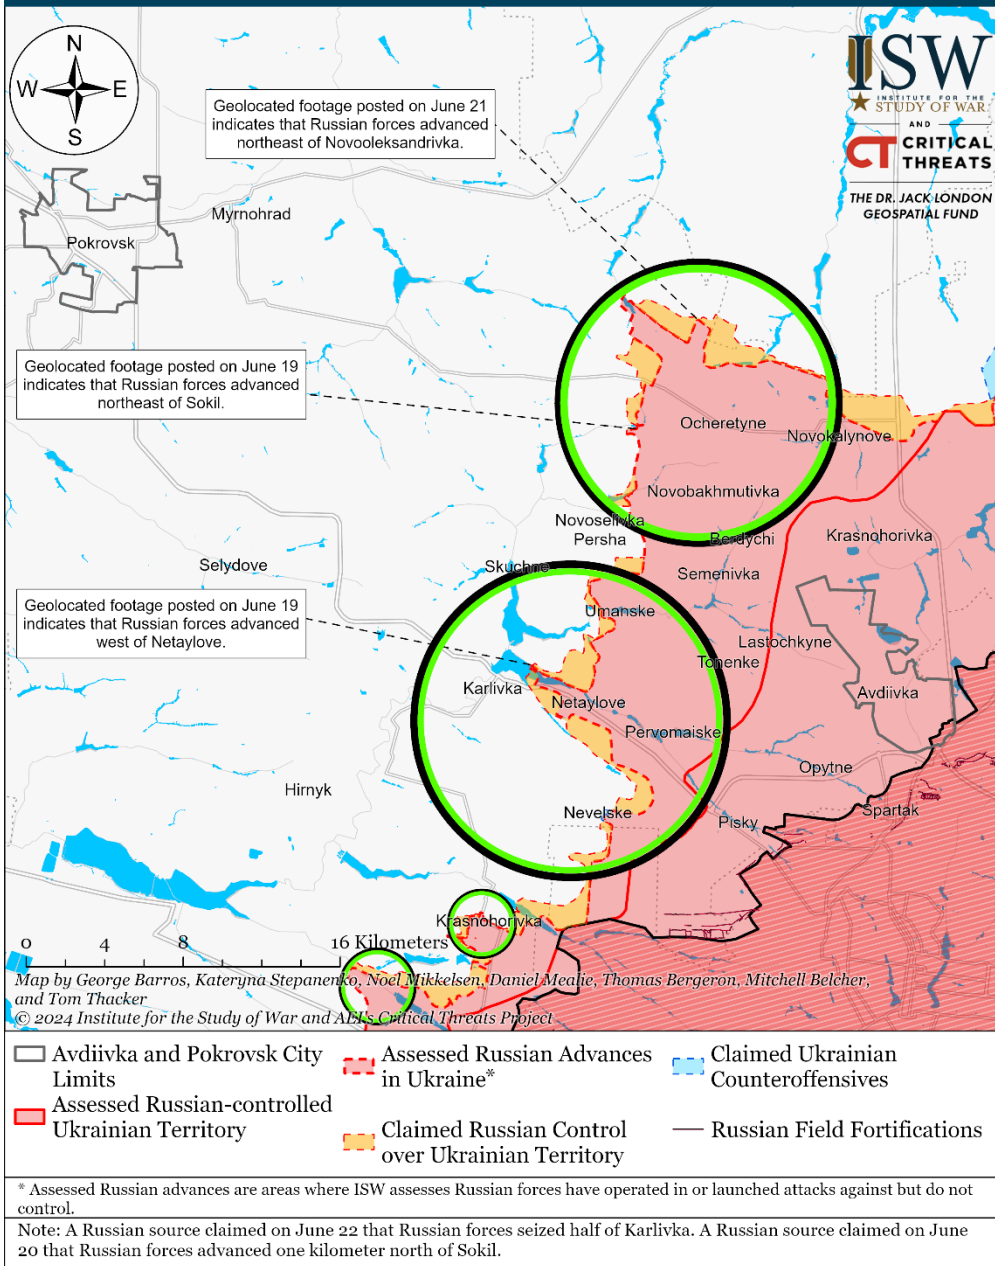 N
W E
S
ISW
INSTITUTE FOR THE
STUDY OF WAR
AND
CT CRITICAL
THREATS
THE DR. JACK LONDON
GEOSPATIAL FUND
Geolocated footage posted on June 21
indicates that Russian forces advanced
northeast of Novooleksandrivka.
Myrnohrad
Pokrovsk
Geolocated footage posted on June 19
indicates that Russian forces advanced
northeast of Sokil.
Ocheretyne
Novokalynove
Novobakhmutivka
Novoselivka
Persha
Berdychi
Krasnohorivka
Selydove
Skuchne
Semenivka
Geolocated footage posted on June 19
indicates that Russian forces advanced
west of Netaylove.
Umanske
Lastochkyne
Tonenke
Karlivka
Netaylove
Avdiivka
Pervomaiske
Opytne
Hirnyk
Nevelske
Pisky
Spartak
Krasnohorivka
0 4 8 16 Kilometers
Map by George Barros, Kateryna Stepanenko, Noel Mikkelsen, Daniel Mealie, Thomas Bergeron, Mitchell Belcher,
and Tom Thacker
© 2024 Institute for the Study of War and AEI's Critical Threats Project
Avdiivka and Pokrovsk City
Limits
Assessed Russian-controlled
Ukrainian Territory
Assessed Russian Advances
in Ukraine*
Claimed Russian Control
over Ukrainian Territory
Claimed Ukrainian
Counteroffensives
Russian Field Fortifications
* Assessed Russian advances are areas where ISW assesses Russian forces have operated in or launched attacks against but do not
control.
Note: A Russian source claimed on June 22 that Russian forces seized half of Karlivka. A Russian source claimed on June
20 that Russian forces advanced one kilometer north of Sokil.